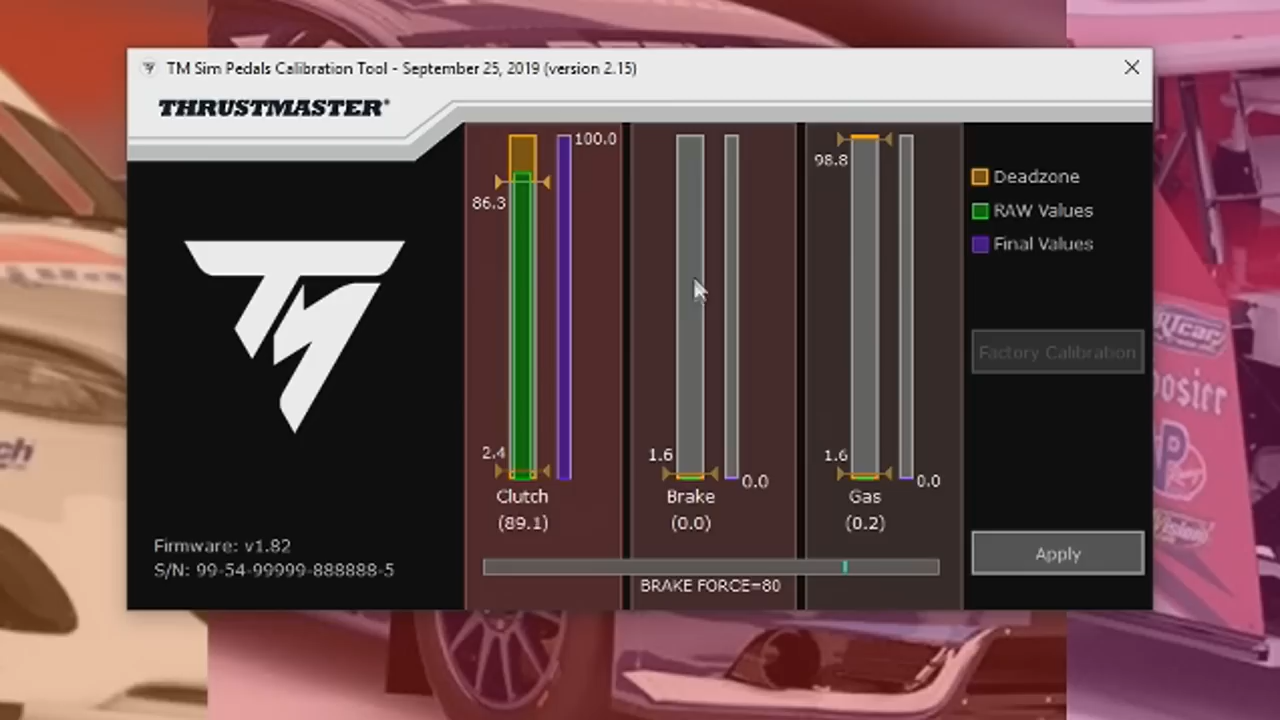 TM Sim Pedals Calibration Tool - September 25, 2019 (version 2.15)
THRUSTMASTER®
100.0
86.3
2.4
Clutch
(89.1)
1.6
0.0
Brake
(0.0)
98.8
1.6
0.0
Gas
(0.2)
BRAKE FORCE=80
Deadzone
RAW Values
Final Values
Factory Calibration
Apply
Firmware: v1.82
S/N: 99-54-99999-888888-5
ch